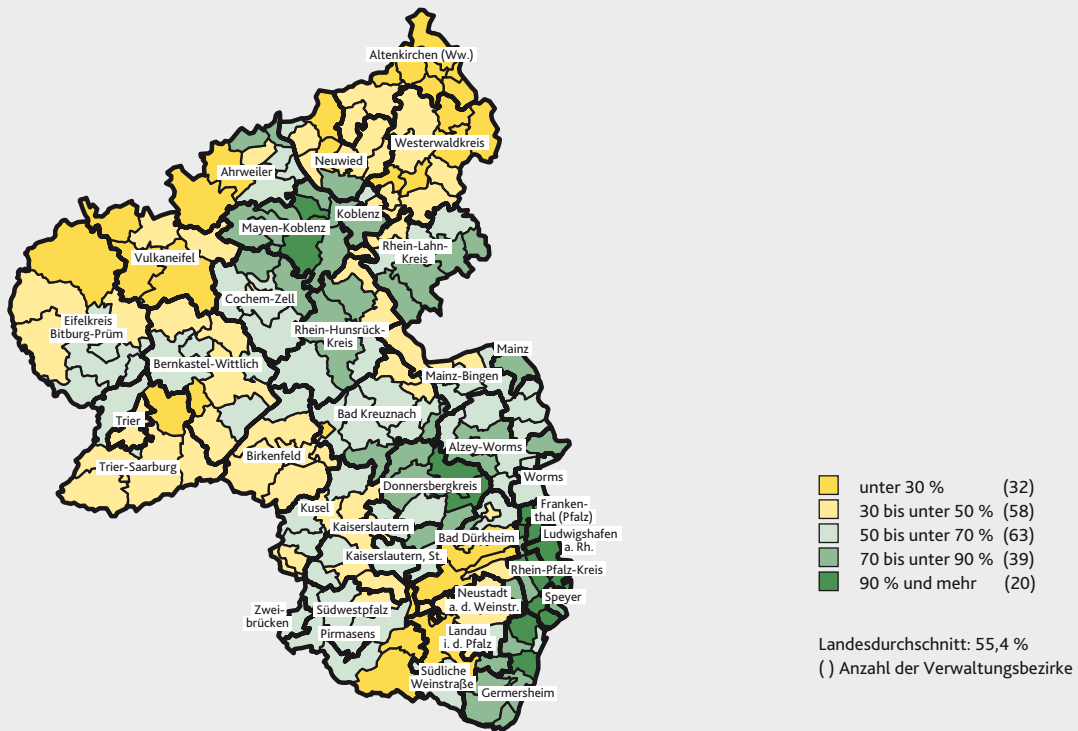 Altenkirchen (Ww.)
Westerwaldkreis
Neuwied
Ahrweiler
Koblenz
Mayen-Koblenz
Rhein-Lahn-
Kreis
Vulkaneifel
Cochem-Zell
Eifelkreis
Bitburg-Prüm
Rhein-Hunsrück-
Kreis
Mainz
Bernkastel-Wittlich
Mainz-Bingen
Trier
Bad Kreuznach
Alzey-Worms
Birkenfeld
Trier-Saarburg
Worms
Donnersbergkreis
Kusel
Franken-
thal (Pfalz)
Kaiserslautern
Bad Dürkheim
Ludwigshafen
a. Rh.
Kaiserslautern, St.
Rhein-Pfalz-Kreis
Neustadt
a. d. Weinstr.
Speyer
Zwei-
brücken
Südwestpfalz
Pirmasens
Landau
i. d. Pfalz
Südliche
Weinstraße
Germersheim
unter 30 % (32)
30 bis unter 50 % (58)
50 bis unter 70 % (63)
70 bis unter 90 % (39)
90 % und mehr (20)
Landesdurchschnitt: 55,4 %
( ) Anzahl der Verwaltungsbezirke